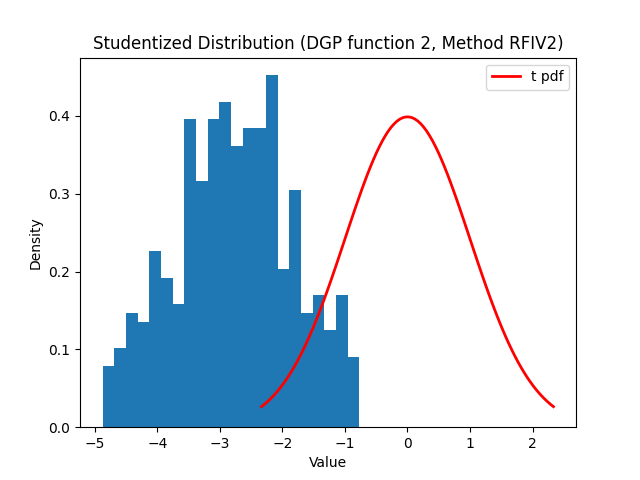 Studentized Distribution (DGP function 2, Method RFIV2)
t pdf
0.4
0.3
0.2
0.1
0.0
Density
−5 −4 −3 −2 −1 0 1 2
Value